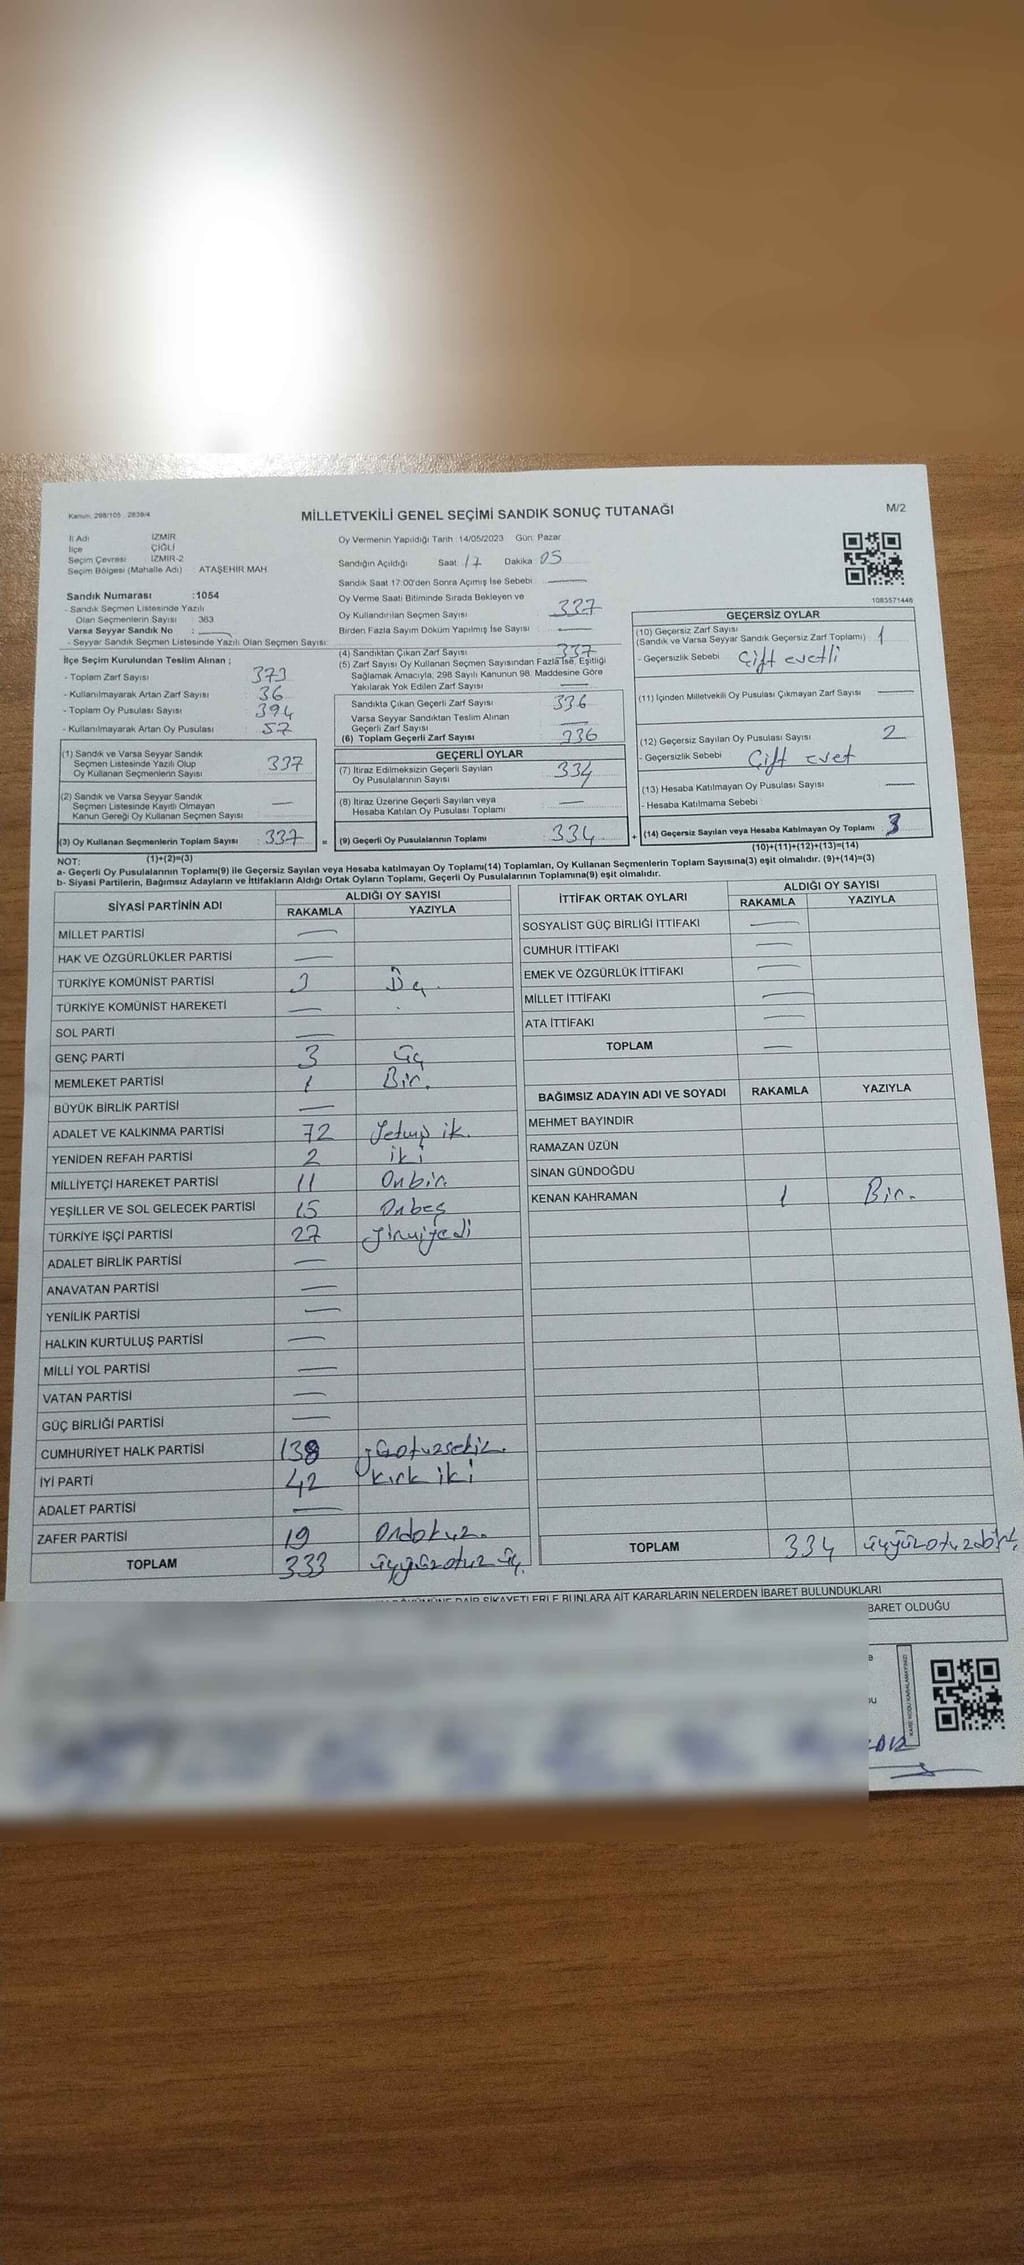 Kanun: 298/105 , 2839/4
MİLLETVEKİLİ GENEL SEÇİMİ SANDIK SONUÇ TUTANAĞI
M/2
İl Adı İZMİR
İlçe ÇİĞLİ
Seçim Çevresi : İZMİR-2
Seçim Bölgesi (Mahalle Adı) : ATAŞEHİR MAH.
Sandık Numarası :1054
- Sandık Seçmen Listesinde Yazılı
Olan Seçmenlerin Sayısı : 363
Varsa Seyyar Sandık No :
- Seyyar Sandık Seçmen Listesinde Yazılı Olan Seçmen Sayısı:
İlçe Seçim Kurulundan Teslim Alınan ;
- Toplam Zarf Sayısı 373
- Kullanılmayarak Artan Zarf Sayısı 36
- Toplam Oy Pusulası Sayısı 394
- Kullanılmayarak Artan Oy Pusulası 57
(1) Sandık ve Varsa Seyyar Sandık
Seçmen Listesinde Yazılı Olup
Oy Kullanan Seçmenlerin Sayısı 337
(2) Sandık ve Varsa Seyyar Sandık
Seçmen Listesinde Kayıtlı Olmayan
Kanun Gereği Oy Kullanan Seçmen Sayısı —
(3) Oy Kullanan Seçmenlerin Toplam Sayısı : 337 =
(1)+(2)=(3)
Oy Vermenin Yapıldığı Tarih :14/05/2023 Gün: Pazar
Sandığın Açıldığı Saat : 17 Dakika : 05
Sandık Saat 17:00'den Sonra Açımış İse Sebebi : —
Oy Verme Saati Bitiminde Sırada Bekleyen ve
Oy Kullandırılan Seçmen Sayısı : 337
Birden Fazla Sayım Döküm Yapılmış İse Sayısı : —
(4) Sandıktan Çıkan Zarf Sayısı : 337
(5) Zarf Sayısı Oy Kullanan Seçmen Sayısından Fazla İse, Eşitliği
Sağlamak Amacıyla, 298 Sayılı Kanunun 98. Maddesine Göre
Yakılarak Yok Edilen Zarf Sayısı —
Sandıkta Çıkan Geçerli Zarf Sayısı 336
Varsa Seyyar Sandıktan Teslim Alınan
Geçerli Zarf Sayısı —
(6) Toplam Geçerli Zarf Sayısı 336
GEÇERLİ OYLAR
(7) İtiraz Edilmeksizin Geçerli Sayılan
Oy Pusulalarının Sayısı 334
(8) İtiraz Üzerine Geçerli Sayılan veya
Hesaba Katılan Oy Pusulası Toplamı —
(9) Geçerli Oy Pusulalarının Toplamı : 334 +
1083571446
GEÇERSİZ OYLAR
(10) Geçersiz Zarf Sayısı
(Sandık ve Varsa Seyyar Sandık Geçersiz Zarf Toplamı) : 1
- Geçersizlik Sebebi : Çift evetli
(11) İçinden Milletvekili Oy Pusulası Çıkmayan Zarf Sayısı : —
(12) Geçersiz Sayılan Oy Pusulası Sayısı : 2
- Geçersizlik Sebebi : Çift evet
(13) Hesaba Katılmayan Oy Pusulası Sayısı : —
- Hesaba Katılmama Sebebi :
(14) Geçersiz Sayılan veya Hesaba Katılmayan Oy Toplamı : 3
(10)+(11)+(12)+(13)=(14)
NOT:
a- Geçerli Oy Pusulalarının Toplamı(9) ile Geçersiz Sayılan veya Hesaba katılmayan Oy Toplamı(14) Toplamları, Oy Kullanan Seçmenlerin Toplam Sayısına(3) eşit olmalıdır. (9)+(14)=(3)
b- Siyasi Partilerin, Bağımsız Adayların ve İttifakların Aldığı Ortak Oyların Toplamı, Geçerli Oy Pusulalarının Toplamına(9) eşit olmalıdır.
SİYASİ PARTİNİN ADI ALDIĞI OY SAYISI
RAKAMLA YAZIYLA
MİLLET PARTİSİ —
HAK VE ÖZGÜRLÜKLER PARTİSİ —
TÜRKİYE KOMÜNİST PARTİSİ 3 Üç.
TÜRKİYE KOMÜNİST HAREKETİ —
SOL PARTİ —
GENÇ PARTİ 3 üç
MEMLEKET PARTİSİ 1 Bir.
BÜYÜK BİRLİK PARTİSİ —
ADALET VE KALKINMA PARTİSİ 72 Yetmiş ik.
YENİDEN REFAH PARTİSİ 2 iki
MİLLİYETÇİ HAREKET PARTİSİ 11 Onbir.
YEŞİLLER VE SOL GELECEK PARTİSİ 15 Onbeş
TÜRKİYE İŞÇİ PARTİSİ 27 yirmiyedi
ADALET BİRLİK PARTİSİ —
ANAVATAN PARTİSİ —
YENİLİK PARTİSİ —
HALKIN KURTULUŞ PARTİSİ —
MİLLİ YOL PARTİSİ —
VATAN PARTİSİ —
GÜÇ BİRLİĞİ PARTİSİ —
CUMHURİYET HALK PARTİSİ 138 yüzotuzsekiz.
İYİ PARTİ 42 kırk iki
ADALET PARTİSİ —
ZAFER PARTİSİ 19 Ondokuz.
TOPLAM 333 üçyüzotuz üç.
İTTİFAK ORTAK OYLARI ALDIĞI OY SAYISI
RAKAMLA YAZIYLA
SOSYALİST GÜÇ BİRLİĞİ İTTİFAKI —
CUMHUR İTTİFAKI —
EMEK VE ÖZGÜRLÜK İTTİFAKI —
MİLLET İTTİFAKI —
ATA İTTİFAKI —
TOPLAM —
BAĞIMSIZ ADAYIN ADI VE SOYADI RAKAMLA YAZIYLA
MEHMET BAYINDIR
RAMAZAN ÜZÜN
SİNAN GÜNDOĞDU
KENAN KAHRAMAN 1 Bir.
TOPLAM 334 üçyüzotuzdört.
ŞİKAYETLERLE BUNLARA AİT KARARLARIN NELERDEN İBARET BULUNDUKLARI
BARET OLDUĞU